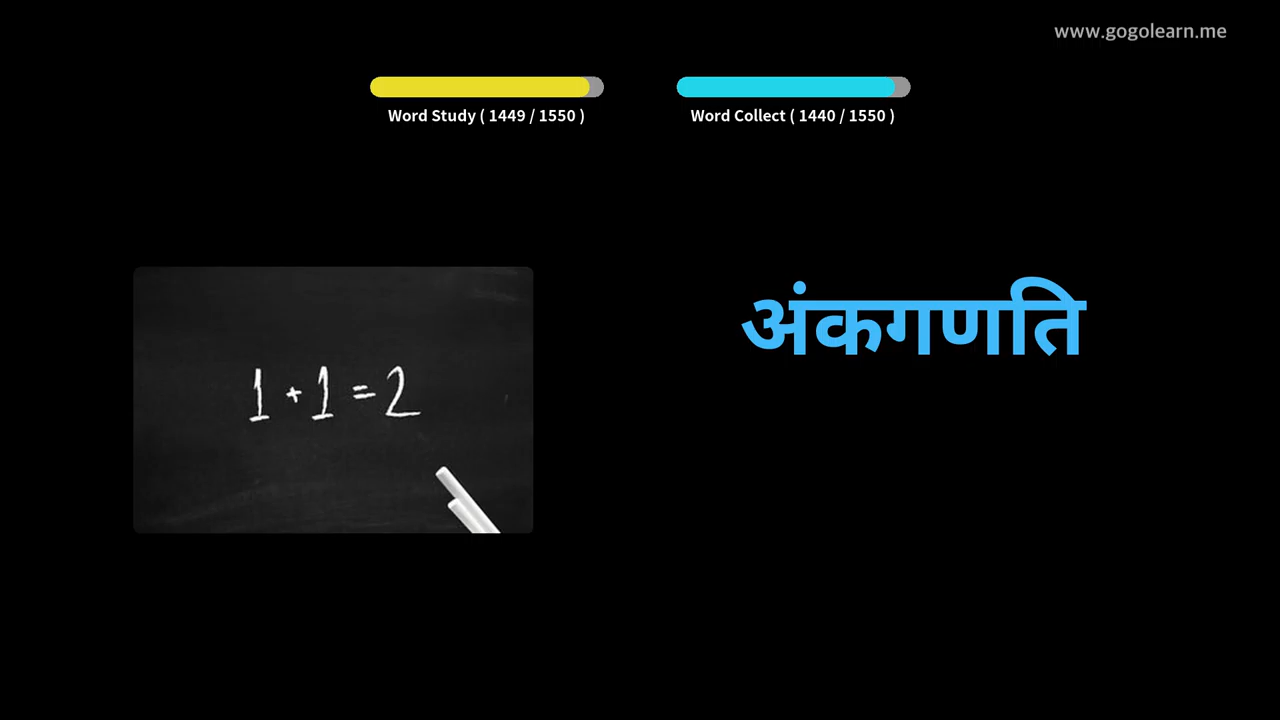 www.gogolearn.me
Word Study ( 1449 / 1550 )
Word Collect ( 1440 / 1550 )
अंकगणति
1 + 1 = 2